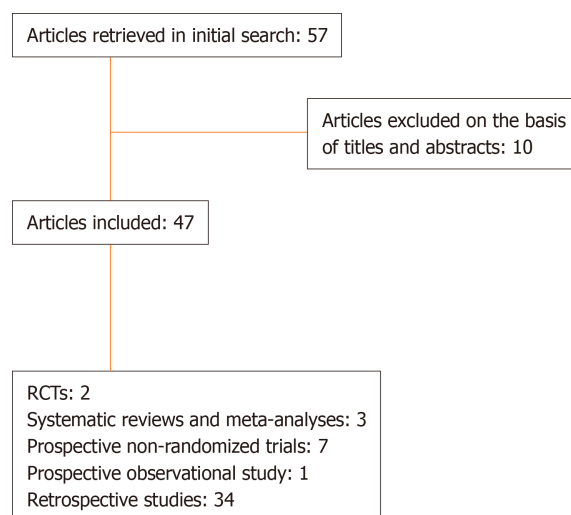 Articles retrieved in initial search: 57
Articles excluded on the basis
of titles and abstracts: 10
Articles included: 47
RCTs: 2
Systematic reviews and meta-analyses: 3
Prospective non-randomized trials: 7
Prospective observational study: 1
Retrospective studies: 34